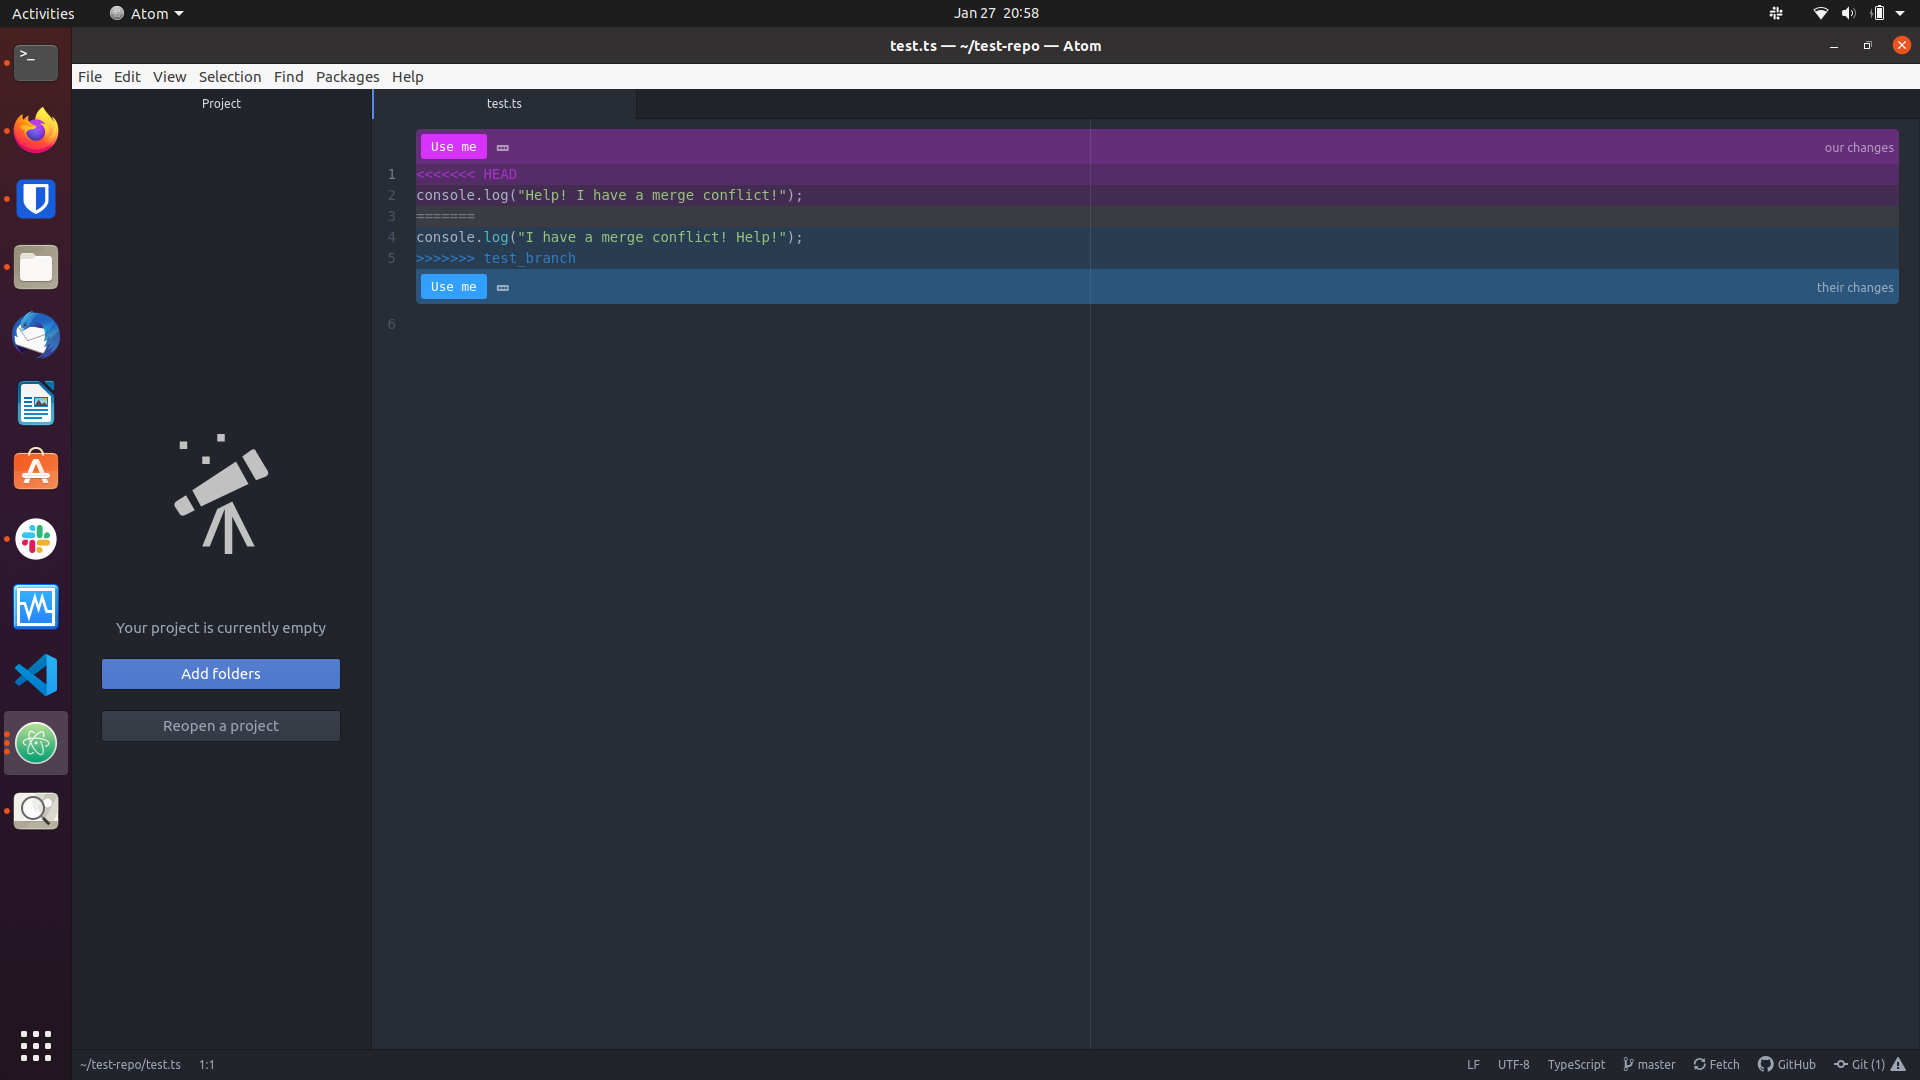 Activities
Atom
Jan 27 20:58
test.ts — ~/test-repo — Atom
File Edit View Selection Find Packages Help
Project
test.ts
Use me
our changes
1 <<<<<<< HEAD
2 console.log("Help! I have a merge conflict!");
3 =======
4 console.log("I have a merge conflict! Help!");
5 >>>>>>> test_branch
Use me
their changes
6
Your project is currently empty
Add folders
Reopen a project
~/test-repo/test.ts 1:1
LF UTF-8 TypeScript master Fetch GitHub Git (1)